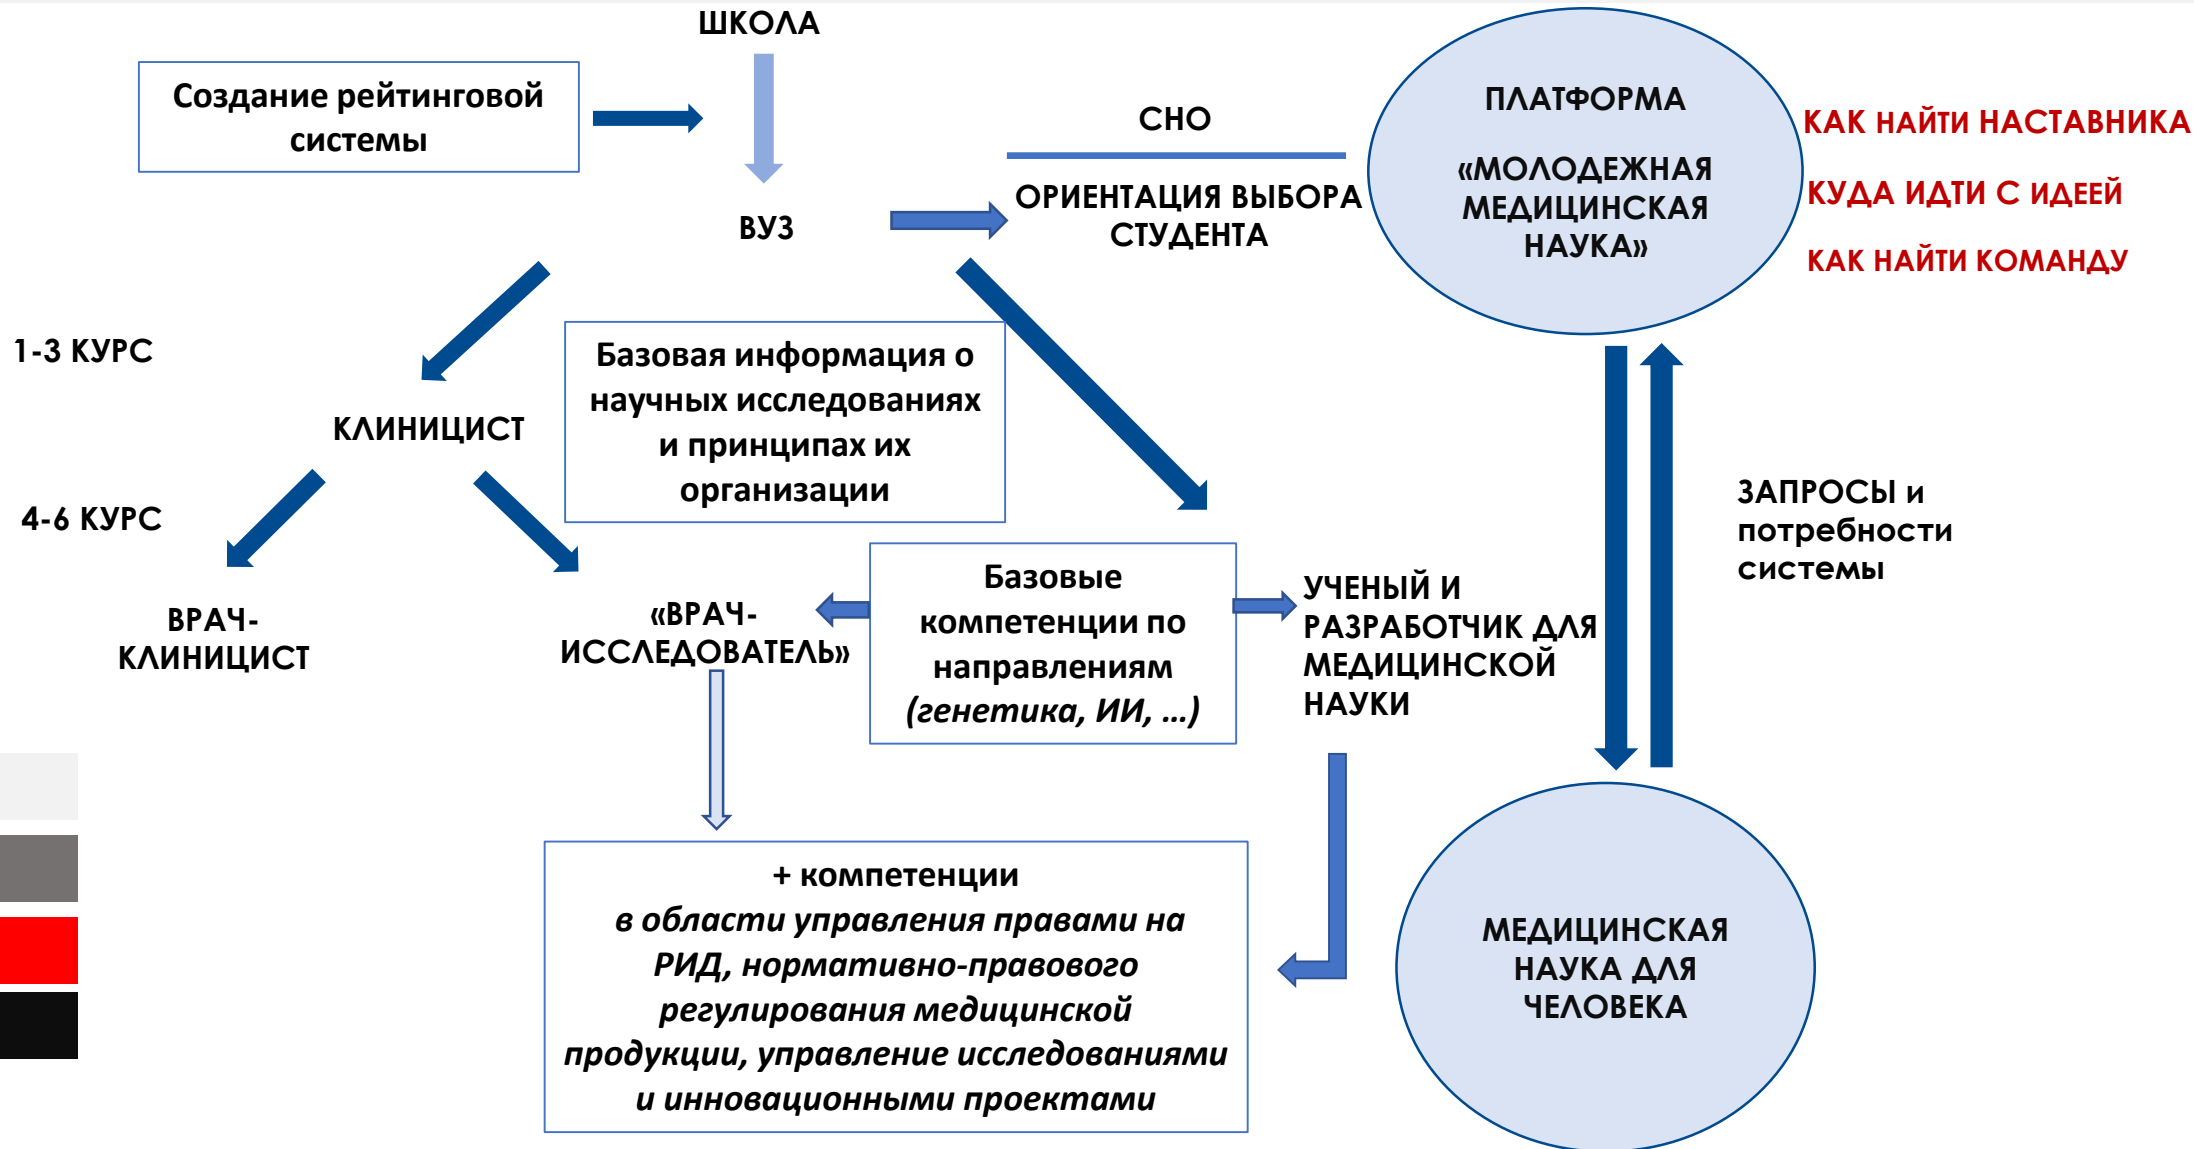 ШКОЛА
Создание рейтинговой
системы
ВУЗ
СНО
ОРИЕНТАЦИЯ ВЫБОРА
СТУДЕНТА
ПЛАТФОРМА
«МОЛОДЕЖНАЯ
МЕДИЦИНСКАЯ
НАУКА»
КАК НАЙТИ НАСТАВНИКА
КУДА ИДТИ С ИДЕЕЙ
КАК НАЙТИ КОМАНДУ
1-3 КУРС
Базовая информация о
научных исследованиях
и принципах их
организации
КЛИНИЦИСТ
4-6 КУРС
ЗАПРОСЫ и
потребности
системы
ВРАЧ-
КЛИНИЦИСТ
«ВРАЧ-
ИССЛЕДОВАТЕЛЬ»
Базовые
компетенции по
направлениям
(генетика, ИИ, ...)
УЧЕНЫЙ И
РАЗРАБОТЧИК ДЛЯ
МЕДИЦИНСКОЙ
НАУКИ
+ компетенции
в области управления правами на
РИД, нормативно-правового
регулирования медицинской
продукции, управление исследованиями
и инновационными проектами
МЕДИЦИНСКАЯ
НАУКА ДЛЯ
ЧЕЛОВЕКА